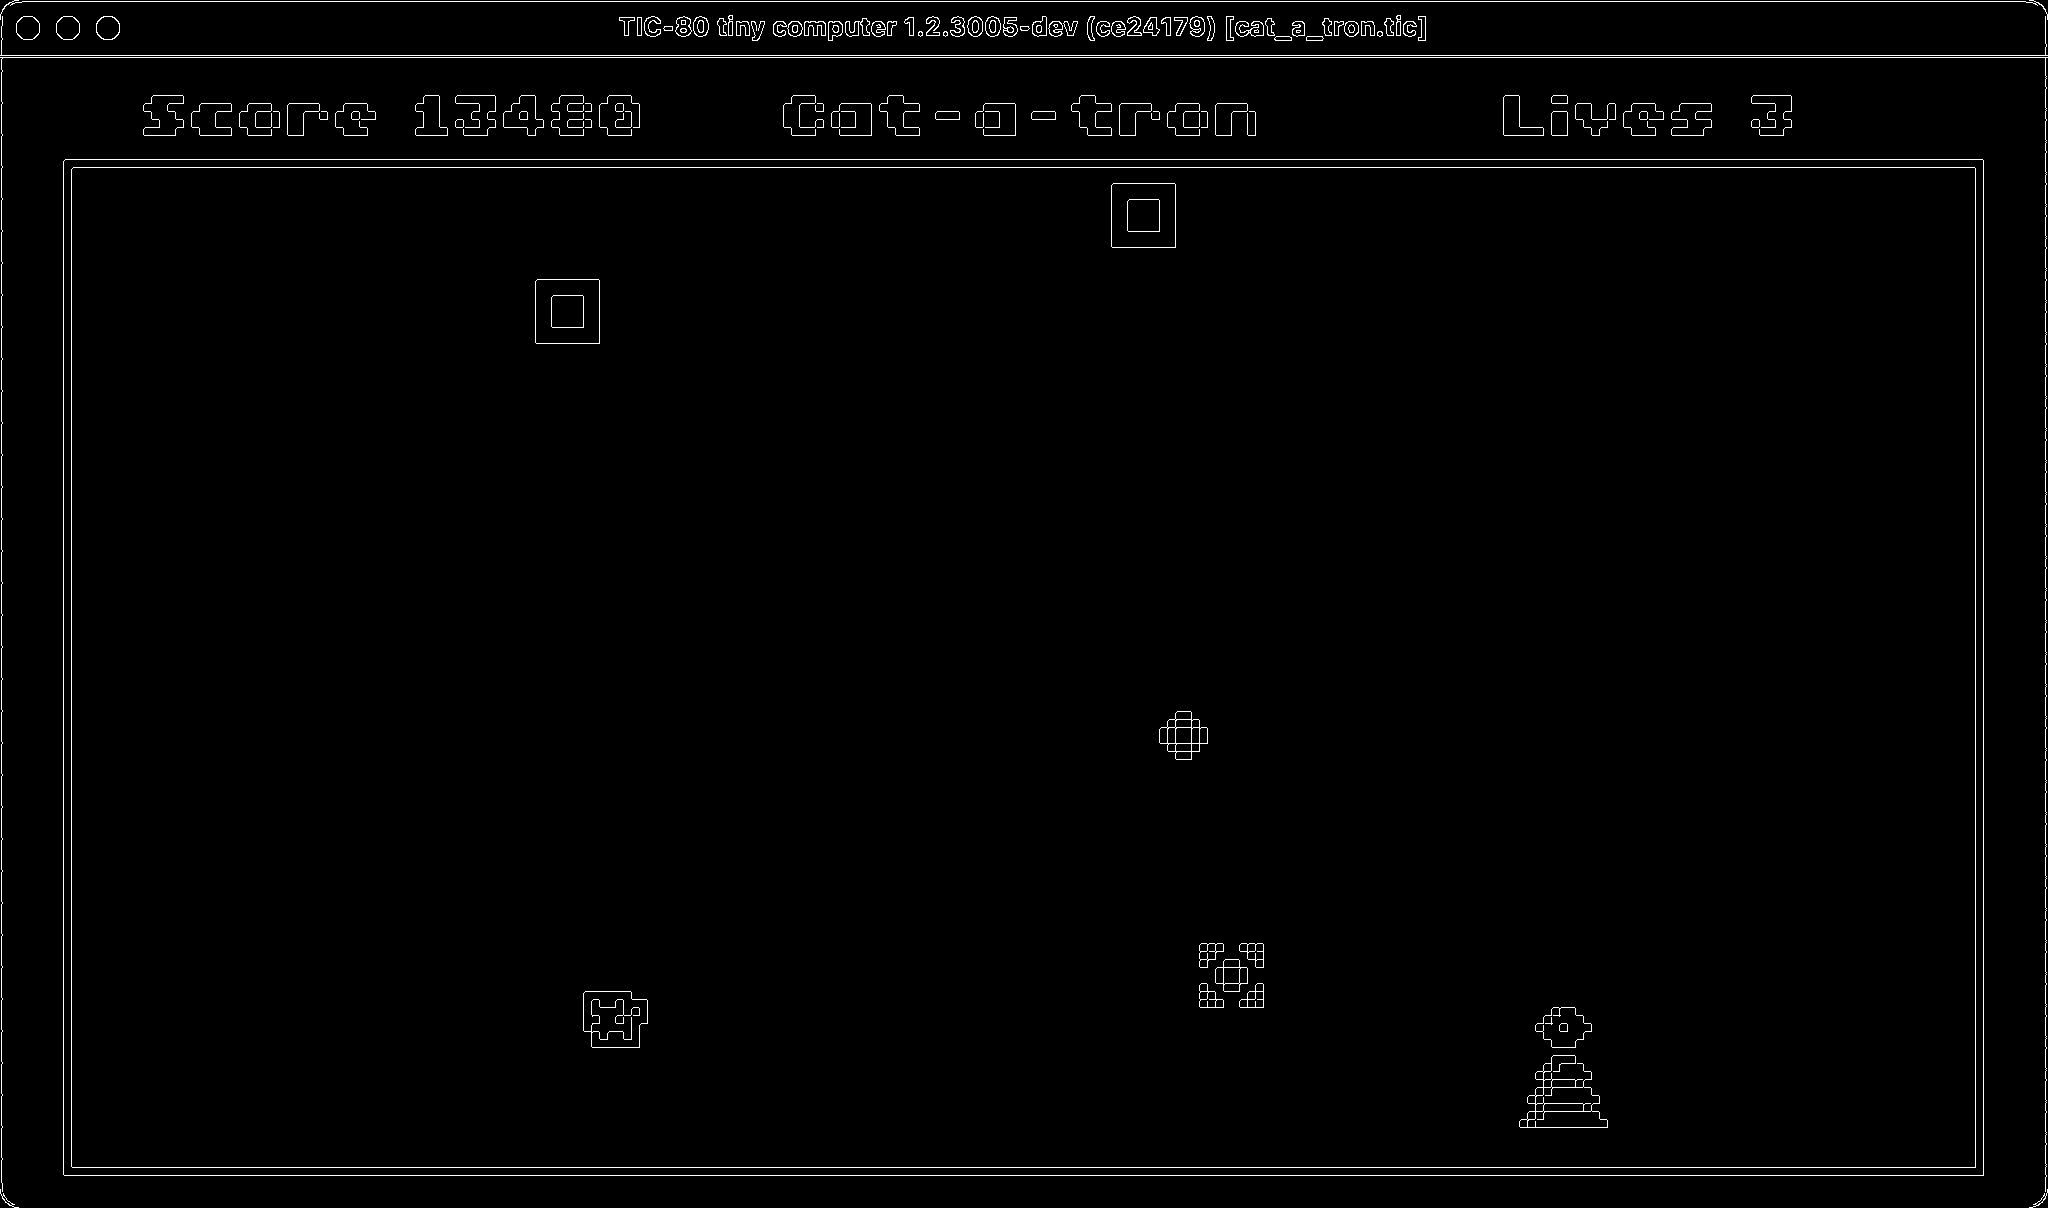 TIC-80 tiny computer 1.2.3005-dev (ce24179) [cat_a_tron.tic]
Score 13480 Cat-a-tron Lives 3